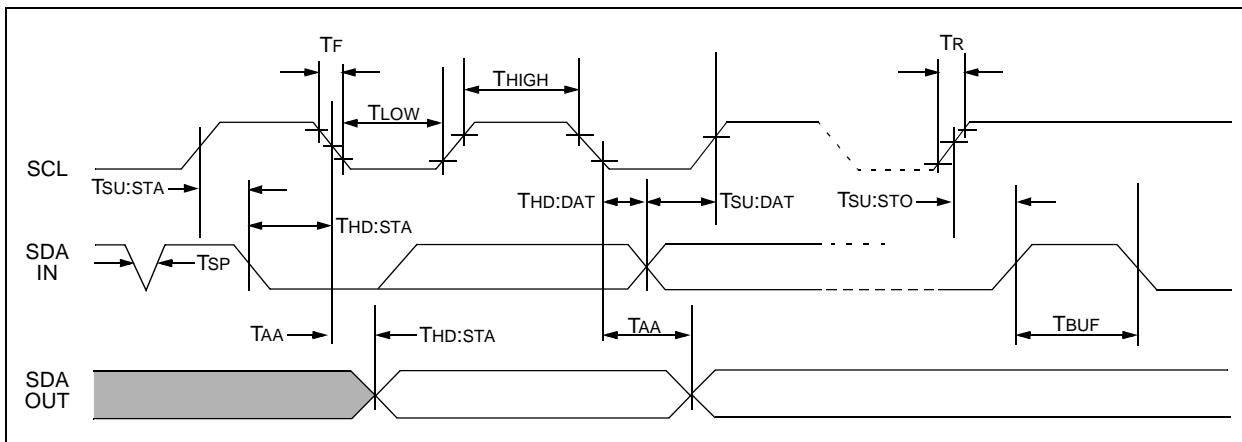 TF
TR
THIGH
TLOW
SCL
TSU:STA
THD:DAT
TSU:DAT
TSU:STO
THD:STA
SDA
IN
TSP
TAA
THD:STA
TAA
TBUF
SDA
OUT